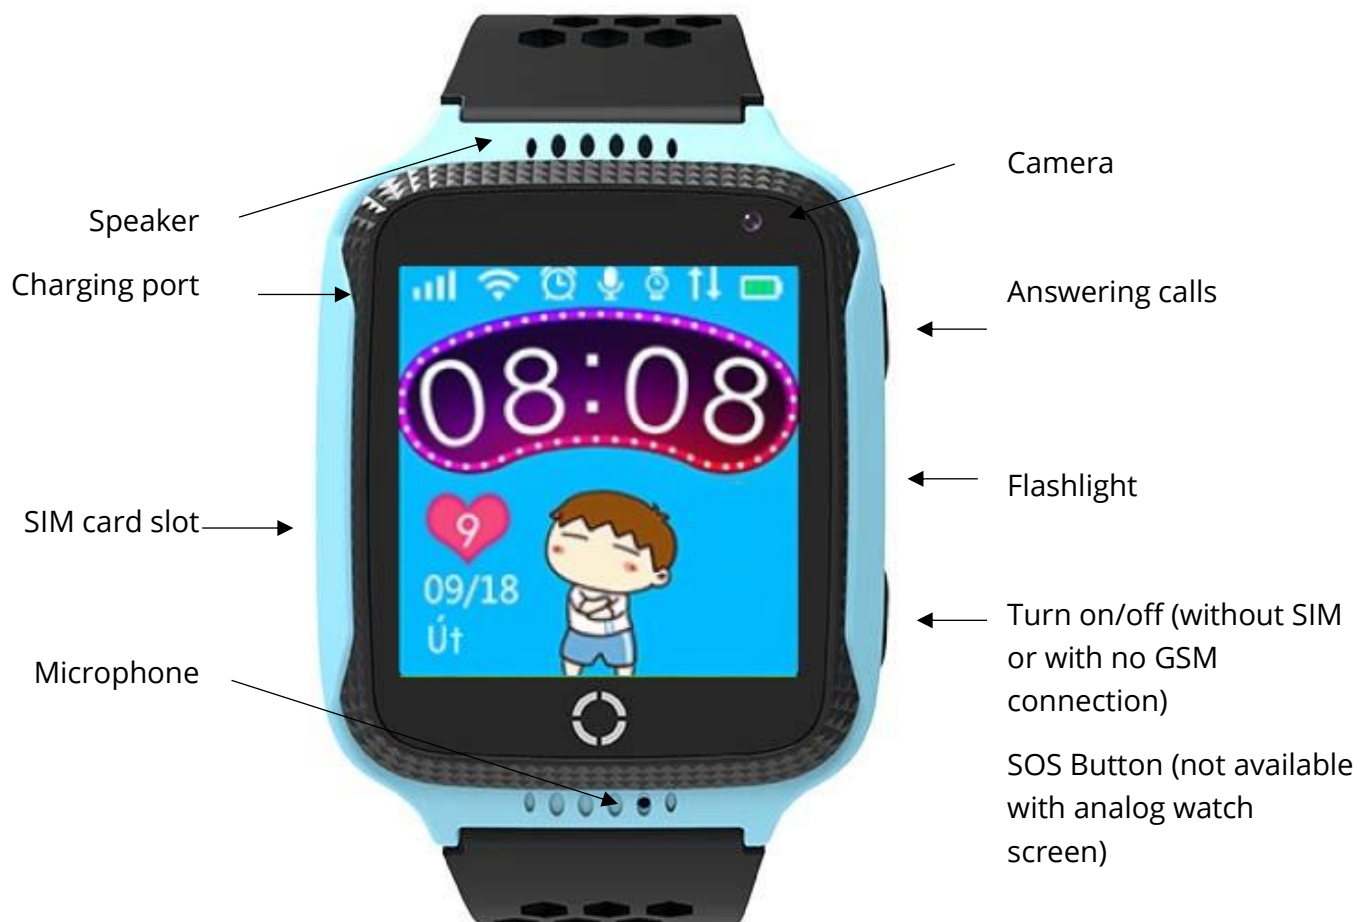 Speaker
Charging port
SIM card slot
Microphone
08:08
9
09/18
Út
Camera
Answering calls
Flashlight
Turn on/off (without SIM
or with no GSM
connection)
SOS Button (not available
with analog watch
screen)